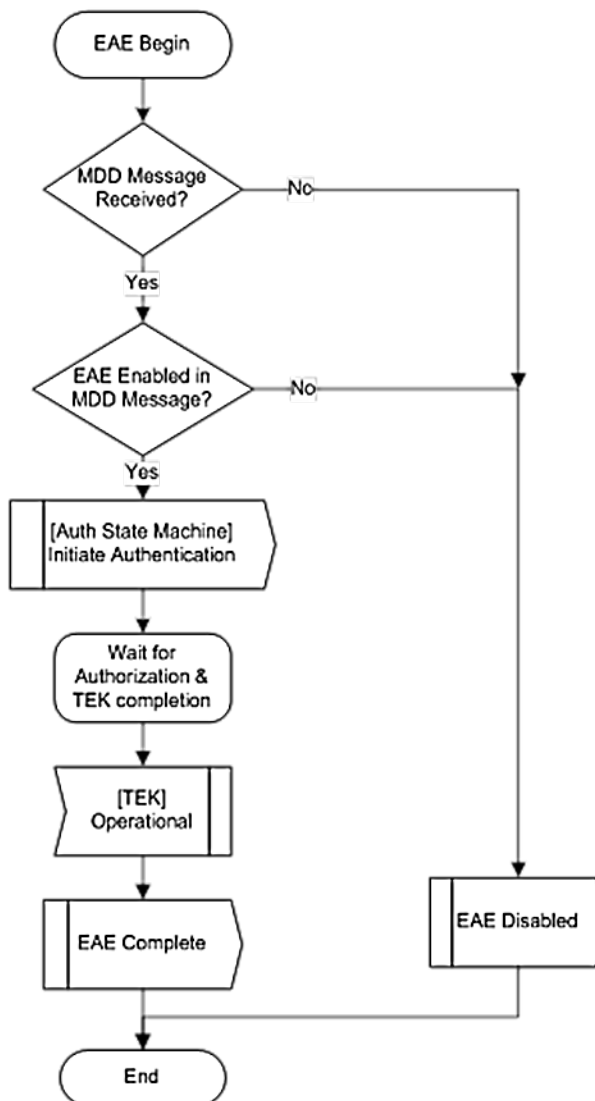 EAE Begin
MDD Message
Received?
No
Yes
EAE Enabled in
MDD Message?
No
Yes
[Auth State Machine]
Initiate Authentication
Wait for
Authorization &
TEK completion
[TEK]
Operational
EAE Complete
EAE Disabled
End